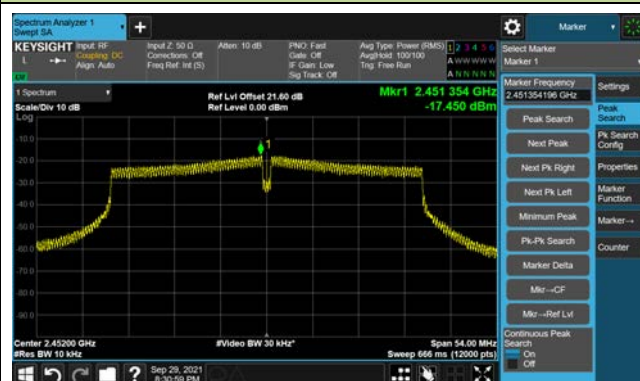 Spectrum Analyzer 1
Swept SA
Marker
KEYSIGHT
L
Input: RF
Coupling: DC
Align: Auto
Input Z: 50 Ω
Corrections: Off
Freq Ref: Int (S)
Atten: 10 dB
PNO: Fast
Gate: Off
IF Gain: Low
Sig Track: Off
Avg Type: Power (RMS)
Avg|Hold: 100/100
Trig: Free Run
1 2 3 4 5 6
A W W W W W
A N N N N N
Select Marker
Marker 1
1 Spectrum
Scale/Div 10 dB
Log
Ref Lvl Offset 21.60 dB
Ref Level 0.00 dBm
Mkr1 2.451 354 GHz
-17.450 dBm
Marker Frequency
2.451354196 GHz
Settings
Peak Search
Peak
Search
Next Peak
Pk Search
Config
Next Pk Right
Properties
Next Pk Left
Marker
Function
Minimum Peak
Marker→
Pk-Pk Search
Counter
Marker Delta
Mkr→CF
Mkr→Ref Lvl
Continuous Peak
Search
On
Off
1
-10.0
-20.0
-30.0
-40.0
-50.0
-60.0
-70.0
-80.0
-90.0
Center 2.45200 GHz
#Res BW 10 kHz
#Video BW 30 kHz*
Span 54.00 MHz
Sweep 666 ms (12000 pts)
?
Sep 29, 2021
8:30:59 PM